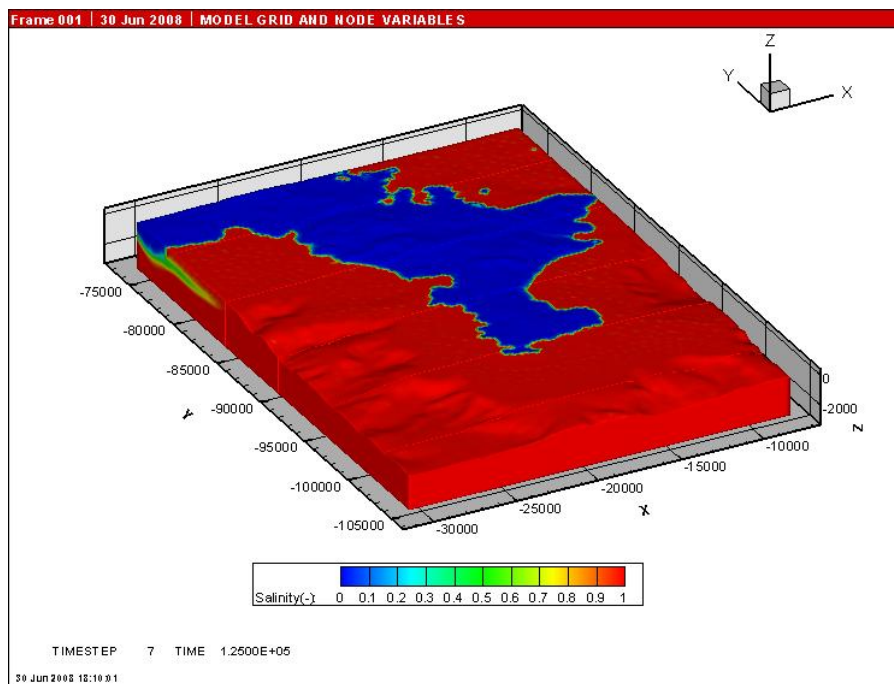 Frame 001 | 30 Jun 2008 | MODEL GRID AND NODE VARIABLES
Z
Y
X
-75000
-80000
-85000
-90000
-95000
-100000
-105000
Y
0
-2000
Z
-10000
-15000
-20000
-25000
-30000
X
Salinity(-): 0 0.1 0.2 0.3 0.4 0.5 0.6 0.7 0.8 0.9 1
TIMESTEP 7 TIME 1.2500E+05
30 Jun 2008 18:10:01